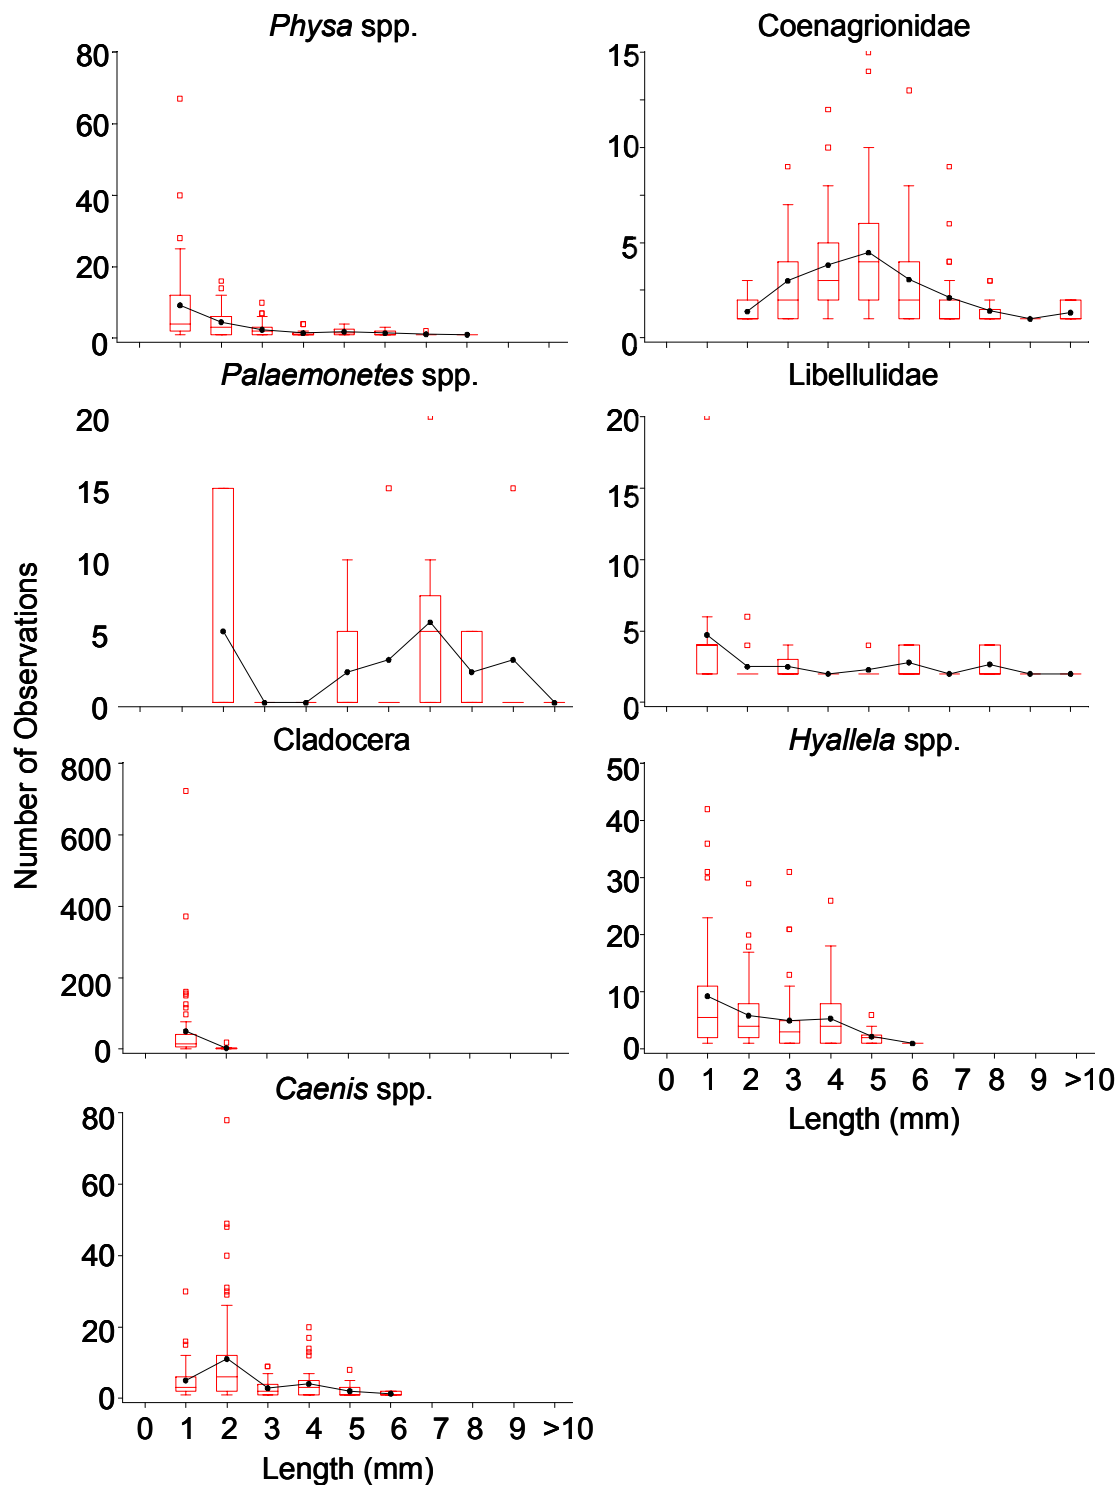 Physa spp.
80
60
40
20
0
Coenagrionidae
15
10
5
0
Palaemonetes spp.
20
15
10
5
0
Libellulidae
20
15
10
5
0
Number of Observations
Cladocera
800
600
400
200
0
Hyallela spp.
50
40
30
20
10
0
0 1 2 3 4 5 6 7 8 9 >10
Length (mm)
Caenis spp.
80
60
40
20
0
0 1 2 3 4 5 6 7 8 9 >10
Length (mm)